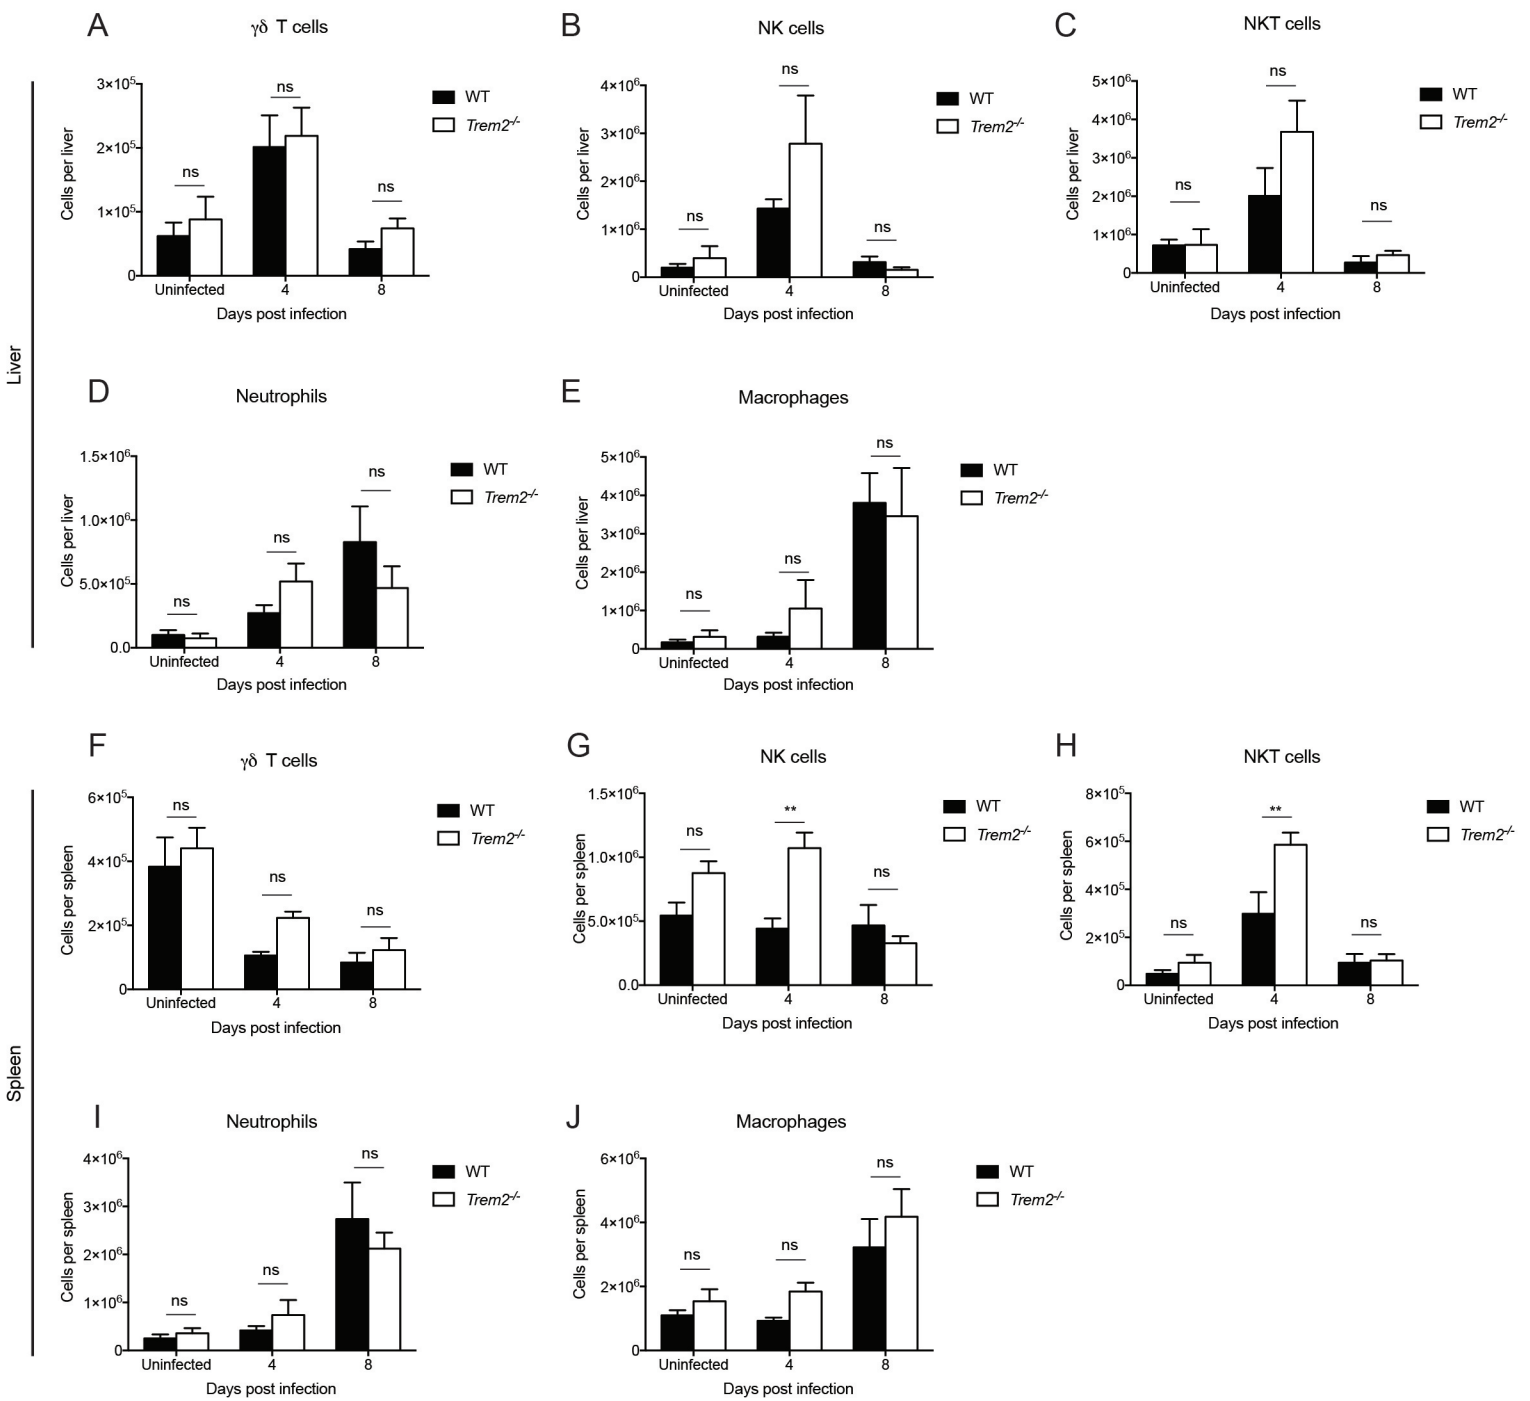 Liver
A
γδ T cells
Cells per liver
3×10⁵
2×10⁵
1×10⁵
0
ns
ns
ns
WT
Trem2-/-
Uninfected 4 8
Days post infection
B
NK cells
Cells per liver
4×10⁶
3×10⁶
2×10⁶
1×10⁶
0
ns
ns
ns
WT
Trem2-/-
Uninfected 4 8
Days post infection
C
NKT cells
Cells per liver
5×10⁶
4×10⁶
3×10⁶
2×10⁶
1×10⁶
0
ns
ns
ns
WT
Trem2-/-
Uninfected 4 8
Days post infection
D
Neutrophils
Cells per liver
1.5×10⁶
1.0×10⁶
5.0×10⁵
0.0
ns
ns
ns
WT
Trem2-/-
Uninfected 4 8
Days post infection
E
Macrophages
Cells per liver
5×10⁶
4×10⁶
3×10⁶
2×10⁶
1×10⁶
0
ns
ns
ns
WT
Trem2-/-
Uninfected 4 8
Days post infection
Spleen
F
γδ T cells
Cells per spleen
6×10⁵
4×10⁵
2×10⁵
0
ns
ns
ns
WT
Trem2-/-
Uninfected 4 8
Days post infection
G
NK cells
Cells per spleen
1.5×10⁶
1.0×10⁶
5.0×10⁵
0.0
ns
**
ns
WT
Trem2-/-
Uninfected 4 8
Days post infection
H
NKT cells
Cells per spleen
8×10⁵
6×10⁵
4×10⁵
2×10⁵
0
ns
**
ns
WT
Trem2-/-
Uninfected 4 8
Days post infection
I
Neutrophils
Cells per spleen
4×10⁶
3×10⁶
2×10⁶
1×10⁶
0
ns
ns
ns
WT
Trem2-/-
Uninfected 4 8
Days post infection
J
Macrophages
Cells per spleen
6×10⁶
4×10⁶
2×10⁶
0
ns
ns
ns
WT
Trem2-/-
Uninfected 4 8
Days post infection